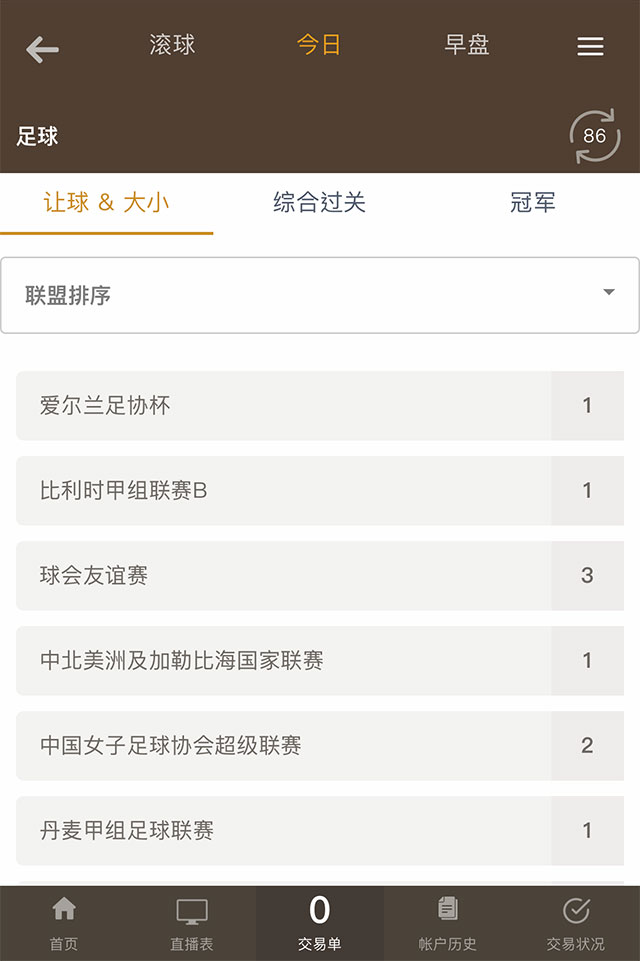 滚球 今日 早盘
足球 86
让球 & 大小 综合过关 冠军
联盟排序
爱尔兰足协杯 1
比利时甲组联赛B 1
球会友谊赛 3
中北美洲及加勒比海国家联赛 1
中国女子足球协会超级联赛 2
丹麦甲组足球联赛 1
0
首页 直播表 交易单 帐户历史 交易状况